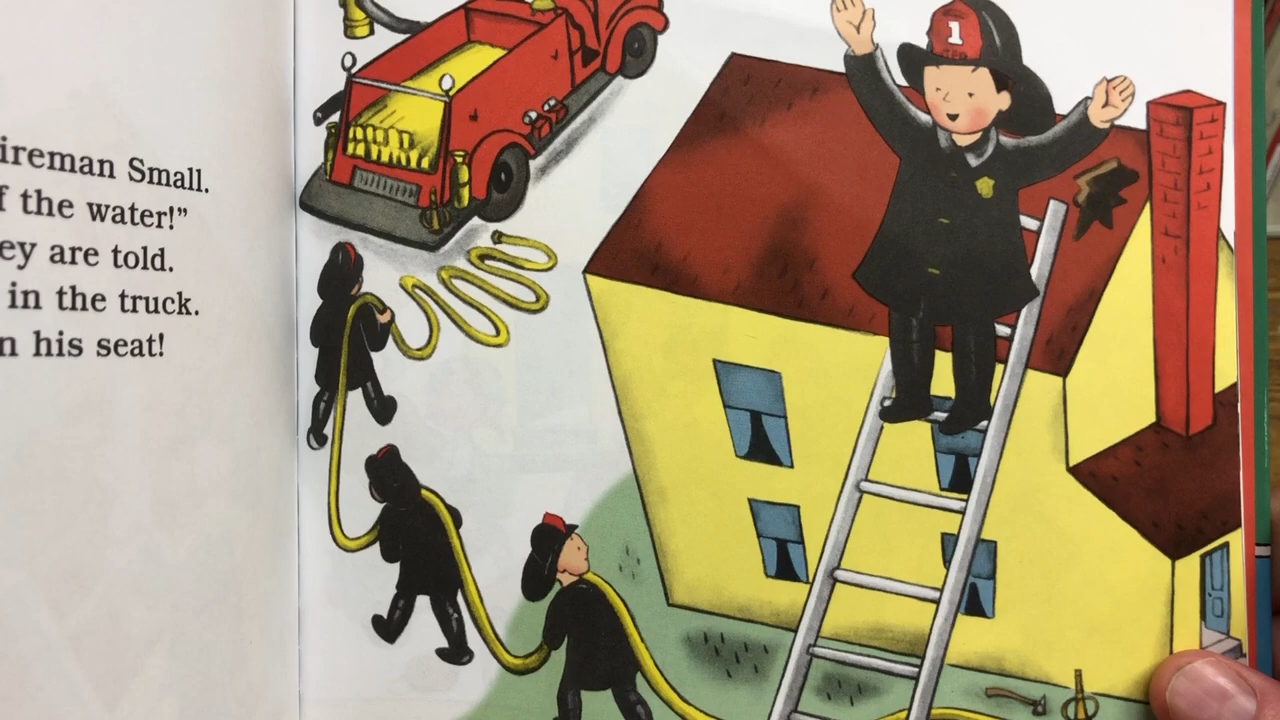 ireman Small.
f the water!”
ey are told.
in the truck.
n his seat!
1